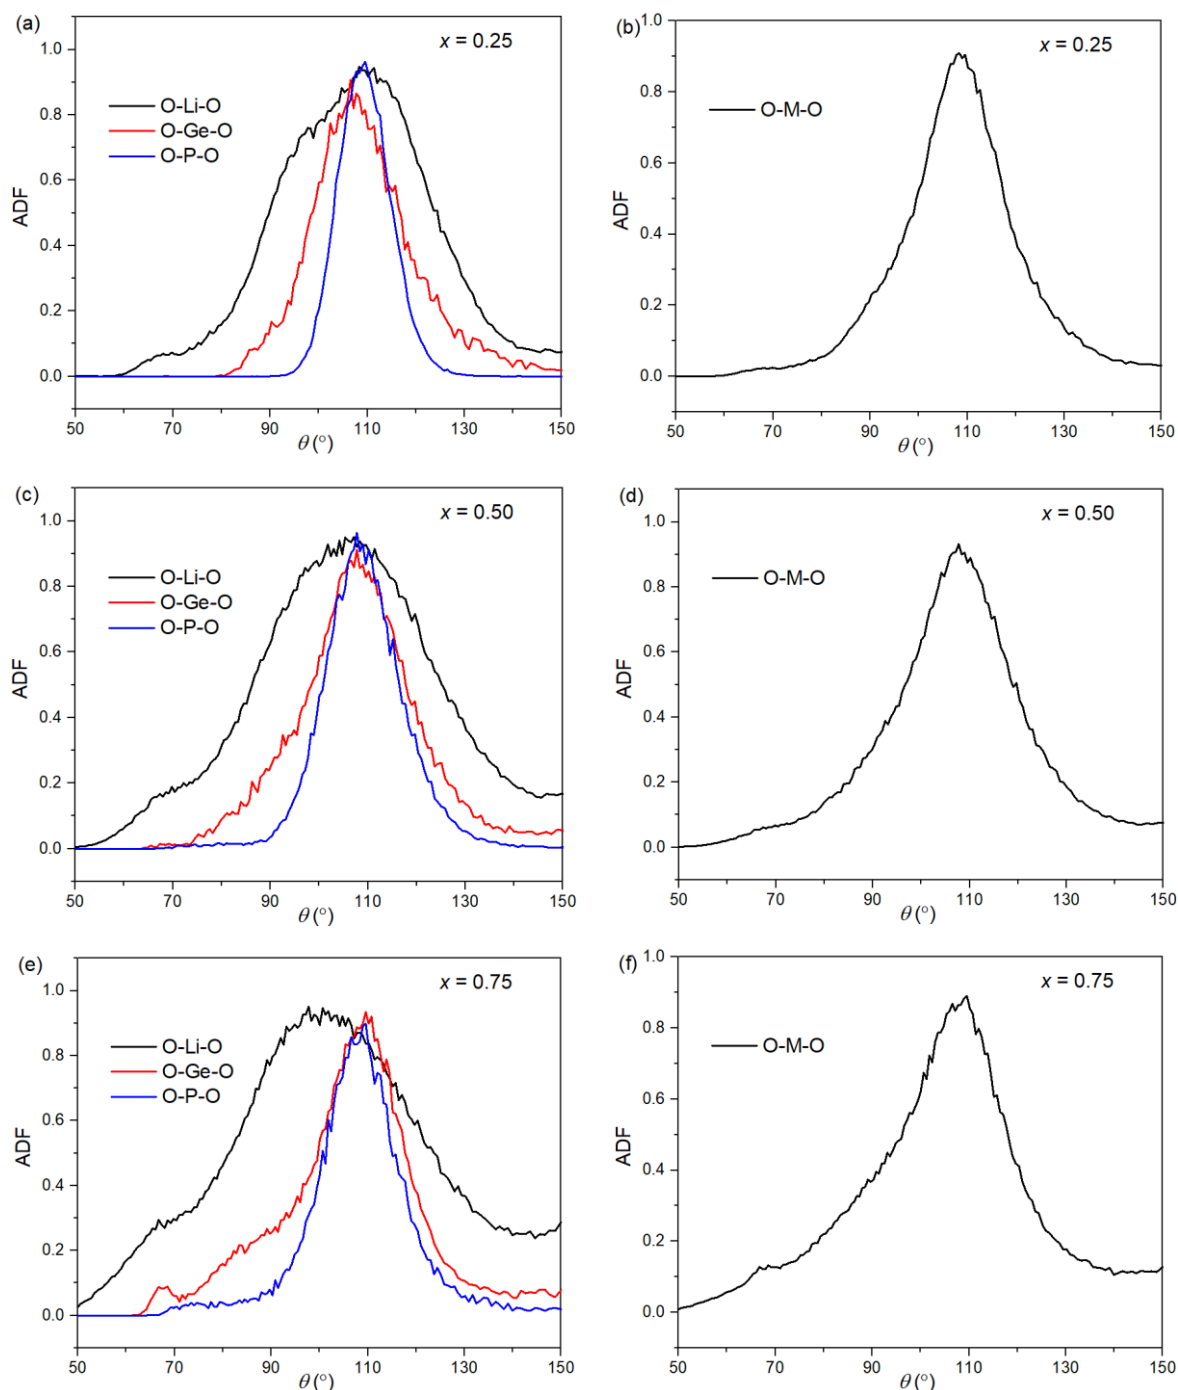 (a)
x = 0.25
O-Li-O
O-Ge-O
O-P-O
ADF
1.0
0.8
0.6
0.4
0.2
0.0
50
70
90
110
130
150
θ (°)
(b)
x = 0.25
O-M-O
ADF
1.0
0.8
0.6
0.4
0.2
0.0
50
70
90
110
130
150
θ (°)
(c)
x = 0.50
O-Li-O
O-Ge-O
O-P-O
ADF
1.0
0.8
0.6
0.4
0.2
0.0
50
70
90
110
130
150
θ (°)
(d)
x = 0.50
O-M-O
ADF
1.0
0.8
0.6
0.4
0.2
0.0
50
70
90
110
130
150
θ (°)
(e)
x = 0.75
O-Li-O
O-Ge-O
O-P-O
ADF
1.0
0.8
0.6
0.4
0.2
0.0
50
70
90
110
130
150
θ (°)
(f)
x = 0.75
O-M-O
ADF
1.0
0.8
0.6
0.4
0.2
0.0
50
70
90
110
130
150
θ (°)